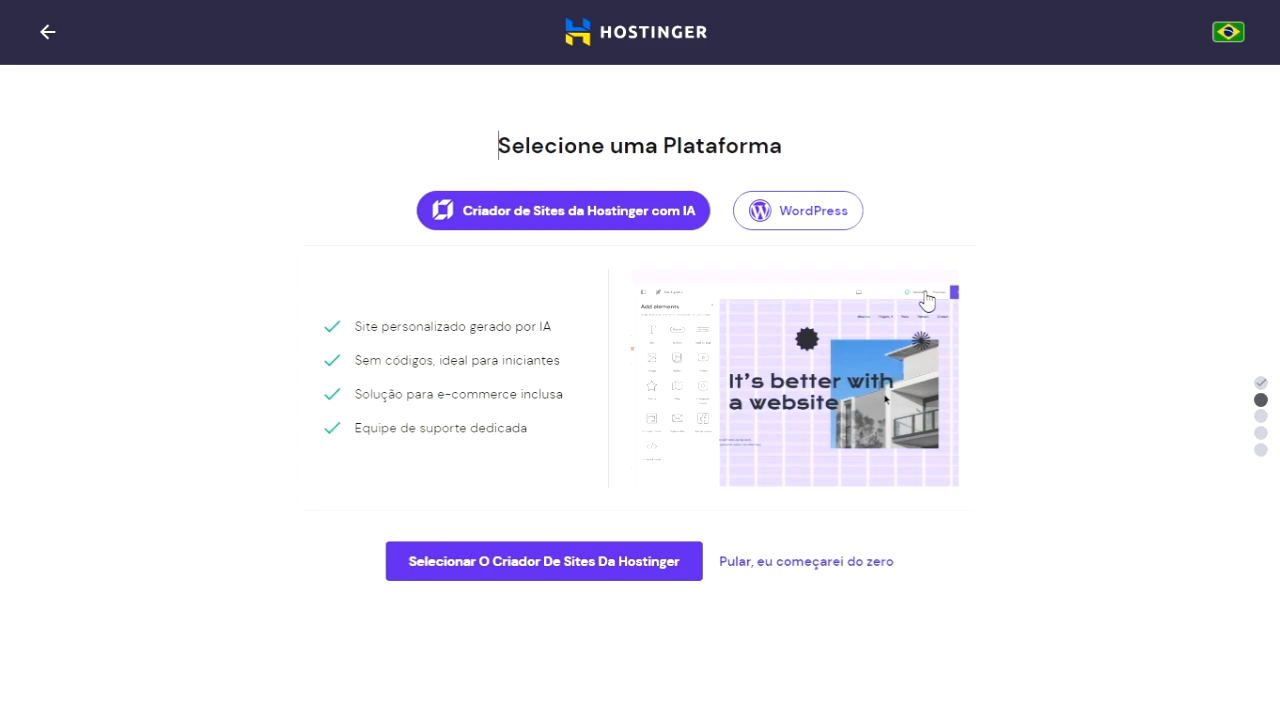 HOSTINGER
Selecione uma Plataforma
Criador de Sites da Hostinger com IA
WordPress
Site personalizado gerado por IA
Sem códigos, ideal para iniciantes
Solução para e-commerce inclusa
Equipe de suporte dedicada
Add elements
It's better with
a website
Selecionar O Criador De Sites Da Hostinger
Pular, eu começarei do zero